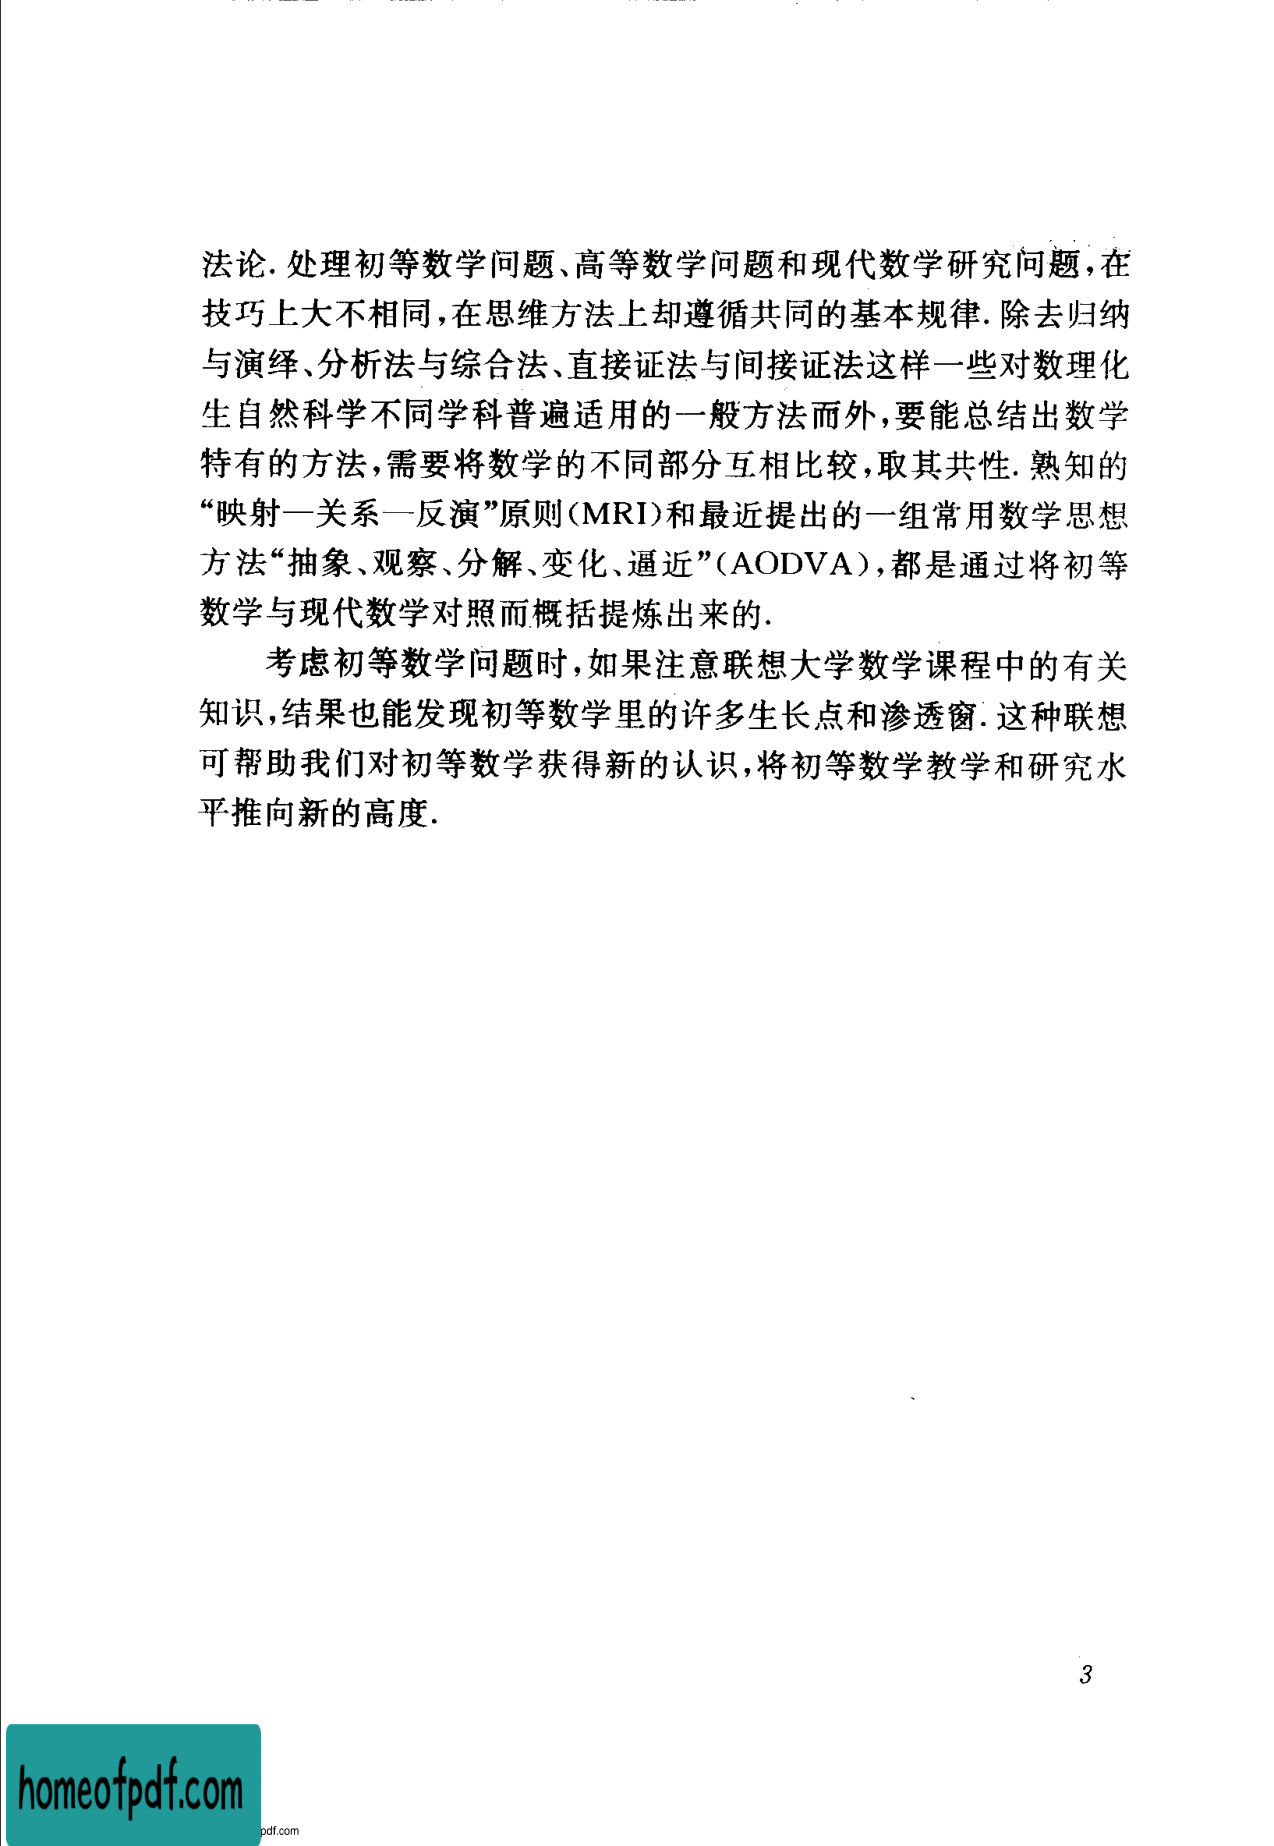 法论. 处理初等数学问题、高等数学问题和现代数学研究问题,在
技巧上大不相同,在思维方法上却遵循共同的基本规律. 除去归纳
与演绎、分析法与综合法、直接证法与间接证法这样一些对数理化
生自然科学不同学科普遍适用的一般方法而外,要能总结出数学
特有的方法,需要将数学的不同部分互相比较,取其共性. 熟知的
“映射—关系—反演”原则(MRI)和最近提出的一组常用数学思想
方法“抽象、观察、分解、变化、逼近”(AODVA),都是通过将初等
数学与现代数学对照而概括提炼出来的.
考虑初等数学问题时,如果注意联想大学数学课程中的有关
知识,结果也能发现初等数学里的许多生长点和渗透窗. 这种联想
可帮助我们对初等数学获得新的认识,将初等数学教学和研究水
平推向新的高度.
3
homeofpdf.com
pdf.com